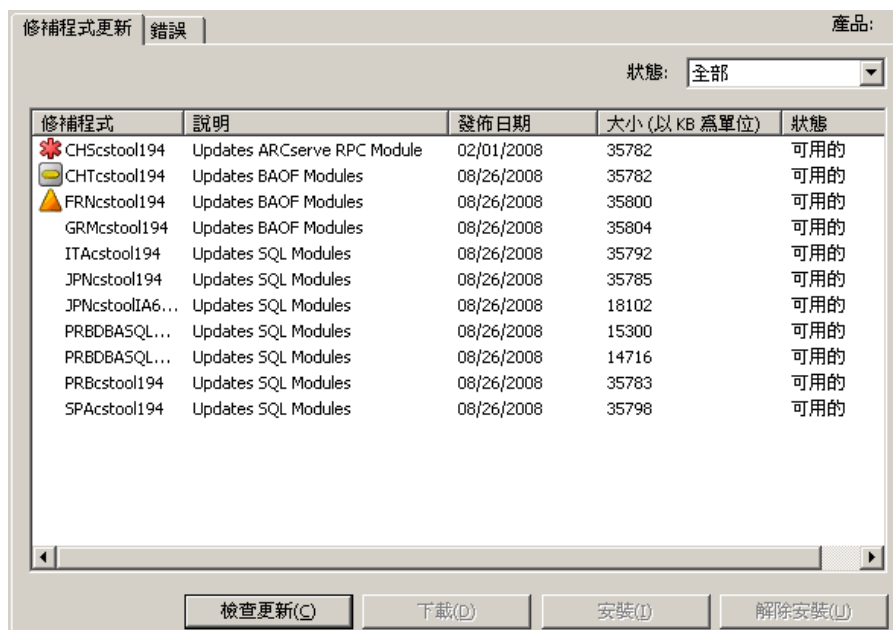 修補程式更新 錯誤 產品:
狀態: 全部
修補程式 說明 發佈日期 大小 (以 KB 為單位) 狀態
CHScstool194 Updates ARCserve RPC Module 02/01/2008 35782 可用的
CHTcstool194 Updates BAOF Modules 08/26/2008 35782 可用的
FRNcstool194 Updates BAOF Modules 08/26/2008 35800 可用的
GRMcstool194 Updates BAOF Modules 08/26/2008 35804 可用的
ITAcstool194 Updates SQL Modules 08/26/2008 35792 可用的
JPNcstool194 Updates SQL Modules 08/26/2008 35785 可用的
JPNcstoolIA6... Updates SQL Modules 08/26/2008 18102 可用的
PRBDBASQL... Updates SQL Modules 08/26/2008 15300 可用的
PRBDBASQL... Updates SQL Modules 08/26/2008 14716 可用的
PRBcstool194 Updates SQL Modules 08/26/2008 35783 可用的
SPAcstool194 Updates SQL Modules 08/26/2008 35798 可用的
檢查更新(C) 下載(D) 安裝(I) 解除安裝(U)